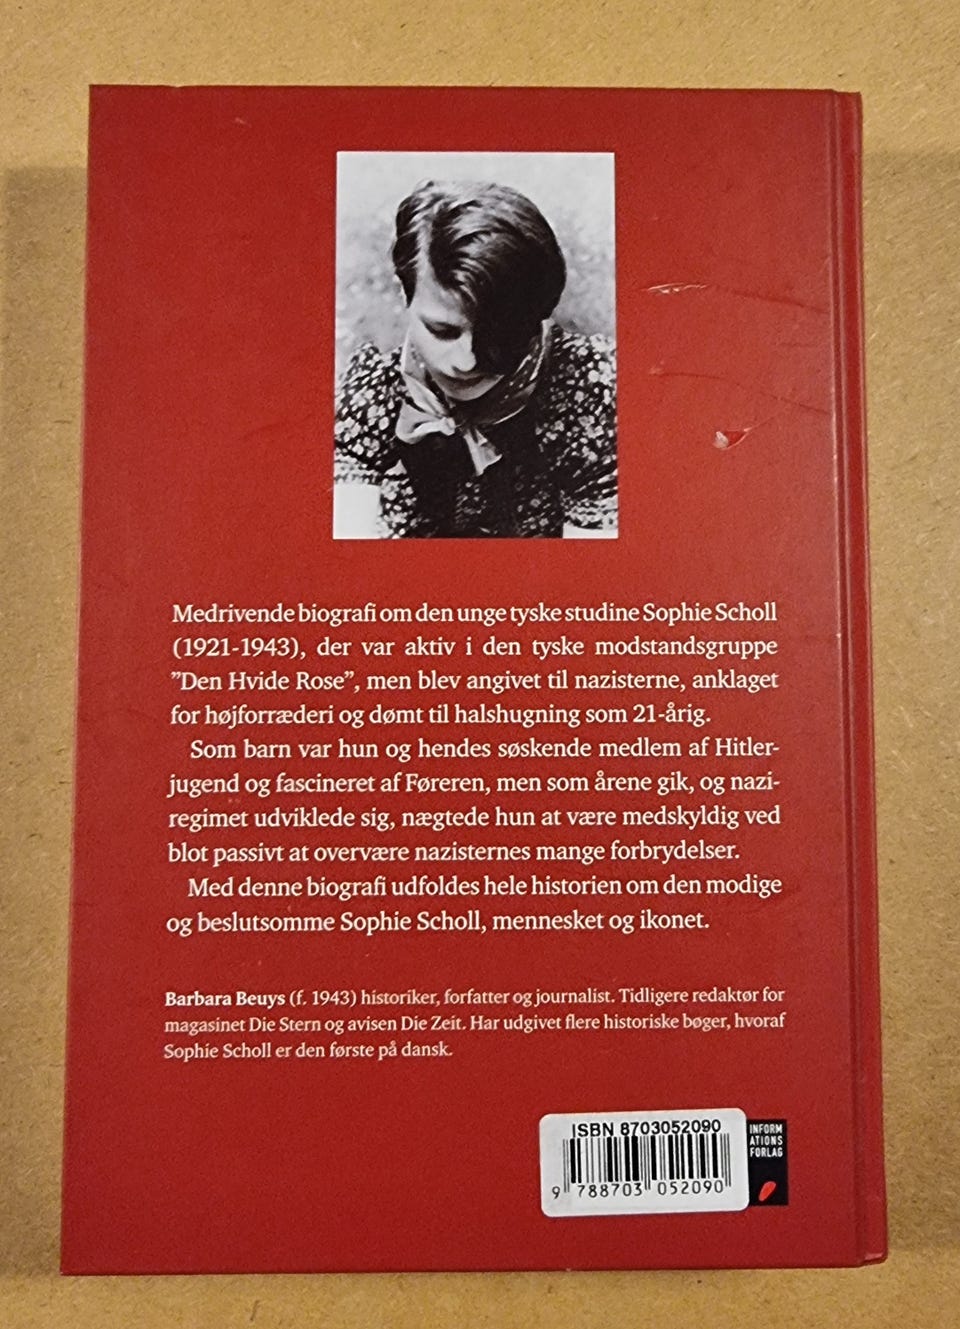 Medrivende biografi om den unge tyske studine Sophie Scholl
(1921-1943), der var aktiv i den tyske modstandsgruppe
”Den Hvide Rose”, men blev angivet til nazisterne, anklaget
for højforræderi og dømt til halshugning som 21-årig.
Som barn var hun og hendes søskende medlem af Hitler-
jugend og fascineret af Føreren, men som årene gik, og nazi-
regimet udviklede sig, nægtede hun at være medskyldig ved
blot passivt at overvære nazisternes mange forbrydelser.
Med denne biografi udfoldes hele historien om den modige
og beslutsomme Sophie Scholl, mennesket og ikonet.
Barbara Beuys (f. 1943) historiker, forfatter og journalist. Tidligere redaktør for
magasinet Die Stern og avisen Die Zeit. Har udgivet flere historiske bøger, hvoraf
Sophie Scholl er den første på dansk.
ISBN 8703052090
9 788703 052090
INFORM
ATIONS
FORLAG